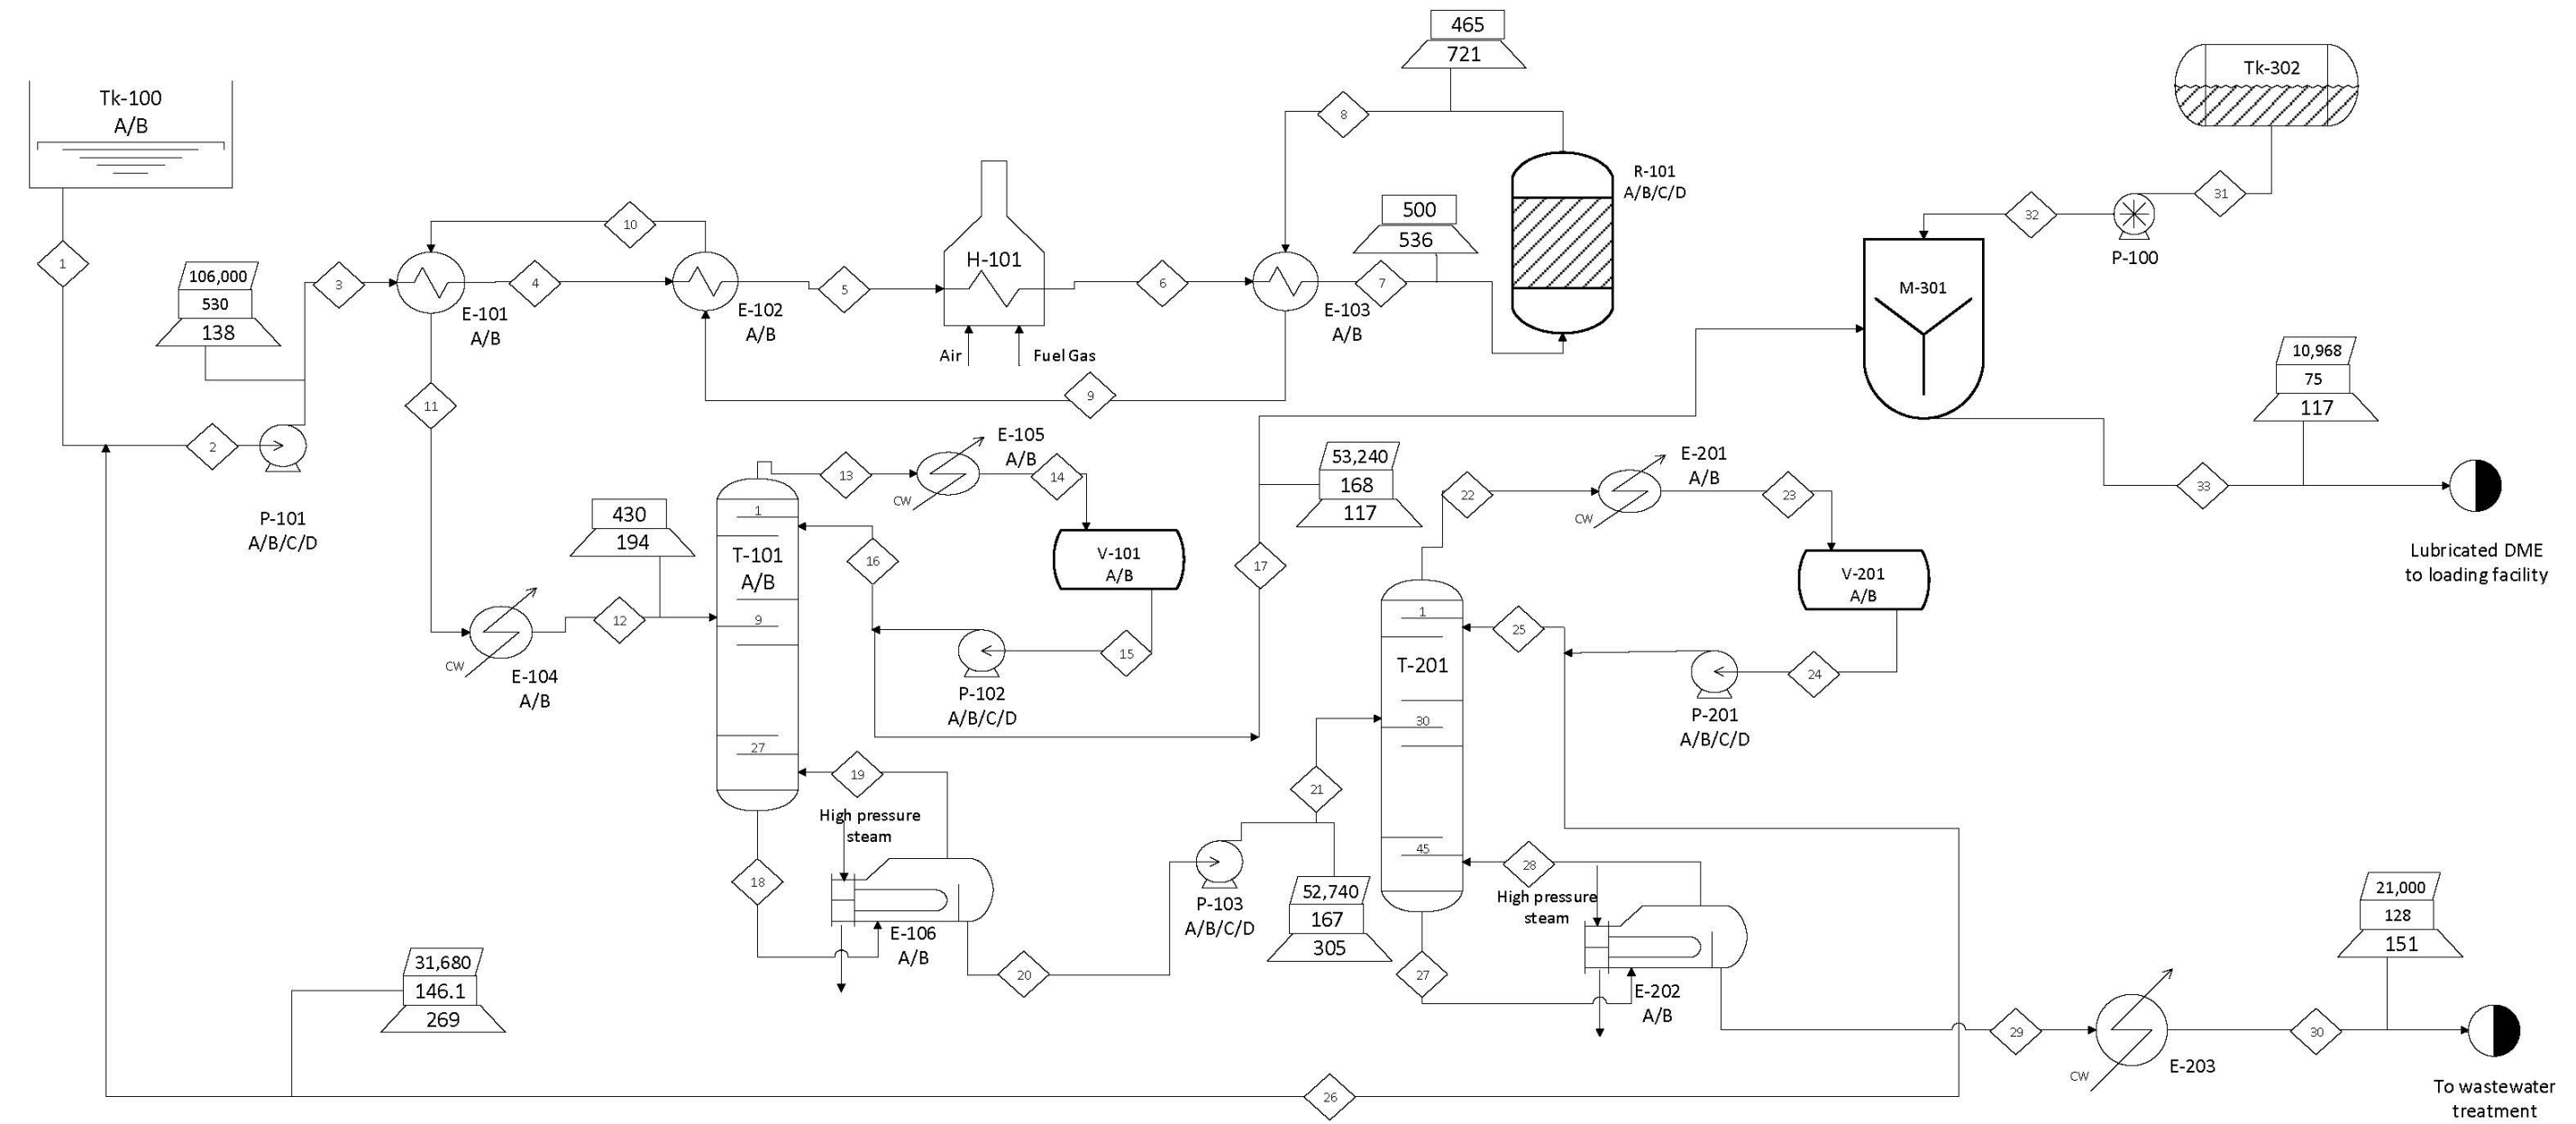 465
721
Tk-302
Tk-100
A/B
R-101
A/B/C/D
31
32
P-100
8
500
536
7
H-101
Air
Fuel Gas
6
E-103
A/B
10
1
3
106,000
530
138
4
E-101
A/B
E-102
A/B
5
9
M-301
10,968
75
117
33
Lubricated DME
to loading facility
11
2
P-101
A/B/C/D
E-105
A/B
13
CW
14
V-101
A/B
430
194
12
CW
E-104
A/B
1
T-101
A/B
9
27
16
15
P-102
A/B/C/D
17
53,240
168
117
22
E-201
A/B
CW
23
V-201
A/B
1
T-201
30
45
25
24
P-201
A/B/C/D
19
High pressure
steam
18
E-106
A/B
20
P-103
A/B/C/D
21
52,740
167
305
28
High pressure
steam
27
E-202
A/B
29
CW
E-203
30
21,000
128
151
To wastewater
treatment
31,680
146.1
269
26